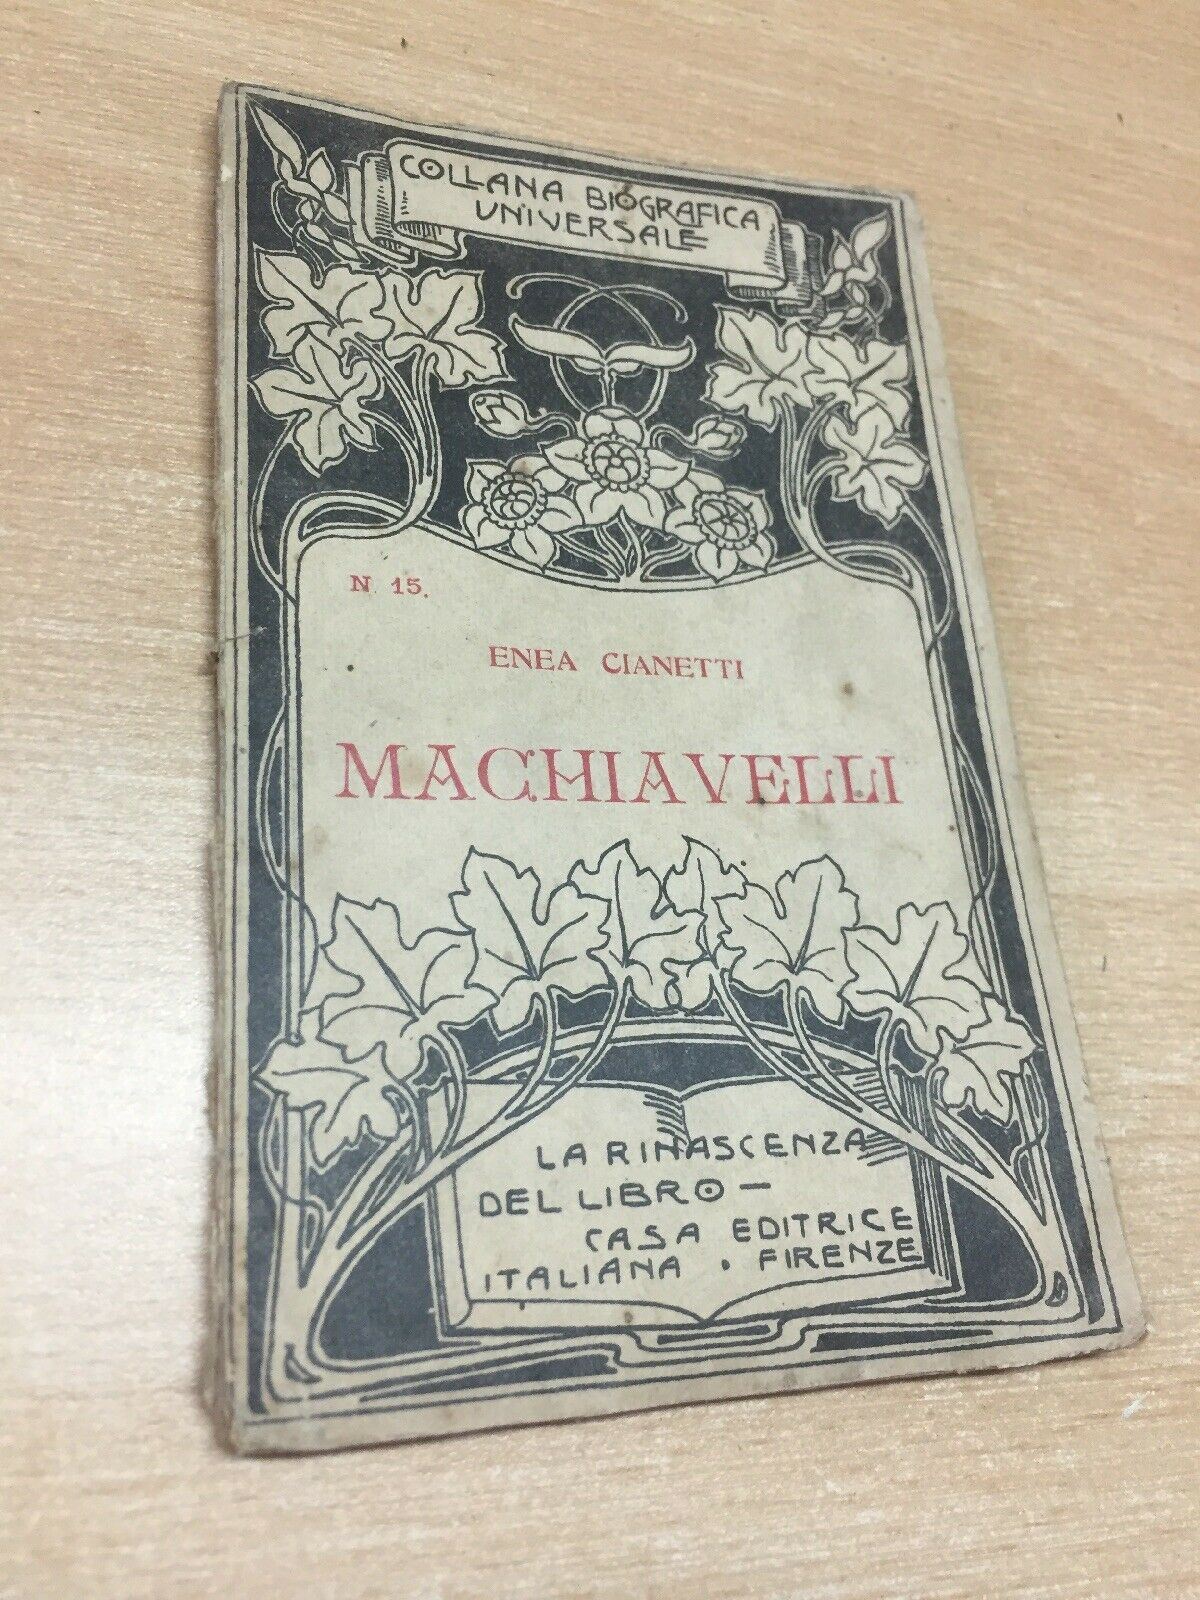 COLLANA BIOGRAFICA
UNIVERSALE
N. 15.
ENEA CIANETTI
MACHIAVELLI
LA RINASCENZA
DEL LIBRO —
CASA EDITRICE
ITALIANA . FIRENZE